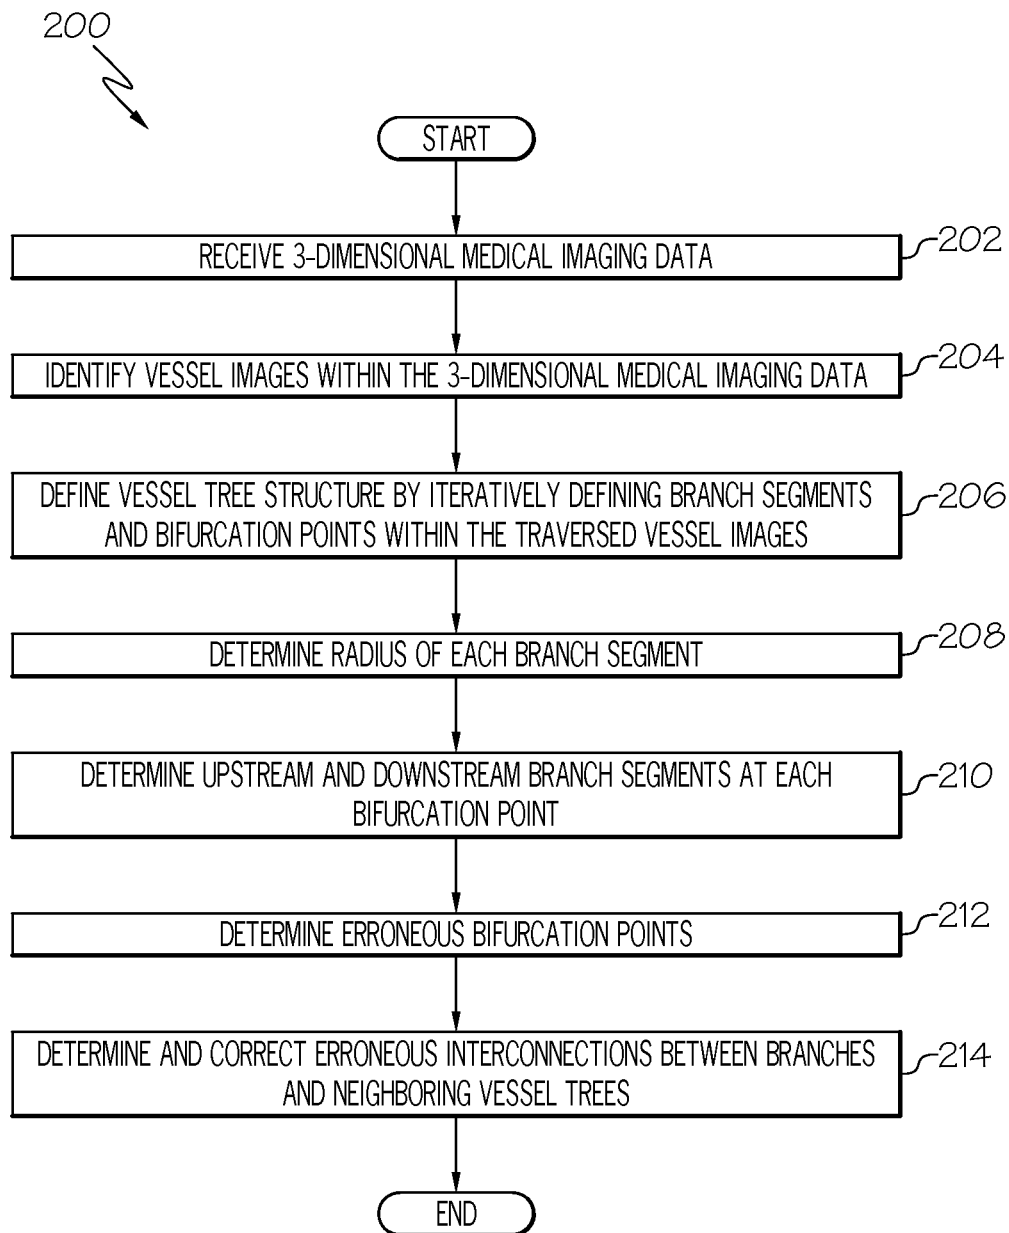 200
START
RECEIVE 3-DIMENSIONAL MEDICAL IMAGING DATA
202
IDENTIFY VESSEL IMAGES WITHIN THE 3-DIMENSIONAL MEDICAL IMAGING DATA
204
DEFINE VESSEL TREE STRUCTURE BY ITERATIVELY DEFINING BRANCH SEGMENTS
AND BIFURCATION POINTS WITHIN THE TRAVERSED VESSEL IMAGES
206
DETERMINE RADIUS OF EACH BRANCH SEGMENT
208
DETERMINE UPSTREAM AND DOWNSTREAM BRANCH SEGMENTS AT EACH
BIFURCATION POINT
210
DETERMINE ERRONEOUS BIFURCATION POINTS
212
DETERMINE AND CORRECT ERRONEOUS INTERCONNECTIONS BETWEEN BRANCHES
AND NEIGHBORING VESSEL TREES
214
END